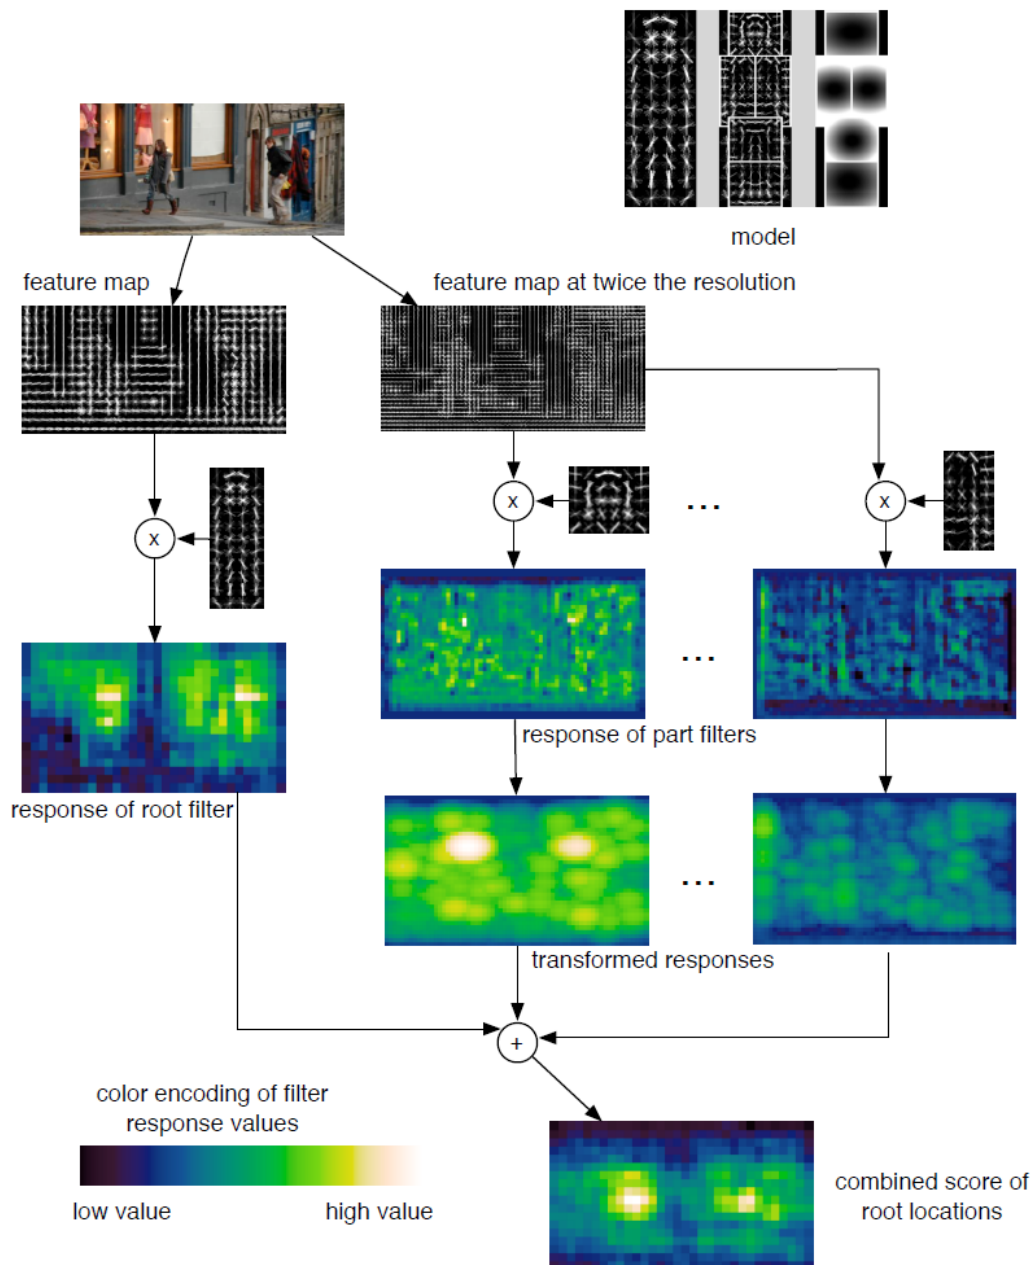 model
feature map
feature map at twice the resolution
x
x
x
...
response of part filters
...
response of root filter
...
transformed responses
+
color encoding of filter
response values
low value
high value
combined score of
root locations